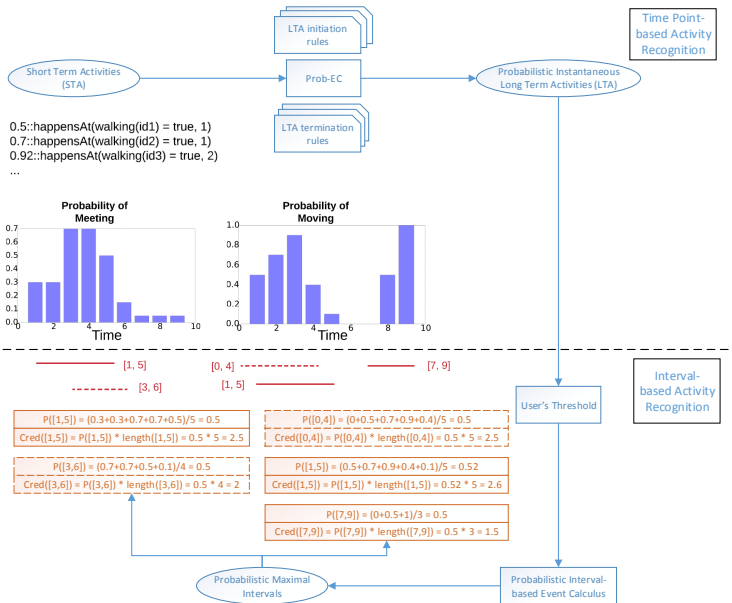 LTA initiation
rules
Time Point-
based Activity
Recognition
Short Term Activities
(STA)
Prob-EC
Probabilistic Instantaneous
Long Term Activities (LTA)
LTA termination
rules
0.5::happensAt(walking(id1) = true, 1)
0.7::happensAt(walking(id2) = true, 1)
0.92::happensAt(walking(id3) = true, 2)
...
Probability of
Meeting
0.7
0.6
0.5
0.4
0.3
0.2
0.1
0.0
0 2 4 6 8 10
Time
Probability of
Moving
1.0
0.8
0.6
0.4
0.2
0.0
0 2 4 6 8 10
Time
[1, 5]
[3, 6]
[0, 4]
[7, 9]
[1, 5]
Interval-
based Activity
Recognition
User's Threshold
P([1,5]) = (0.3+0.3+0.7+0.7+0.5)/5 = 0.5
Cred([1,5]) = P([1,5]) * length([1,5]) = 0.5 * 5 = 2.5
P([0,4]) = (0+0.5+0.7+0.9+0.4)/5 = 0.5
Cred([0,4]) = P([0,4]) * length([0,4]) = 0.5 * 5 = 2.5
P([3,6]) = (0.7+0.7+0.5+0.1)/4 = 0.5
Cred([3,6]) = P([3,6]) * length([3,6]) = 0.5 * 4 = 2
P([1,5]) = (0.5+0.7+0.9+0.4+0.1)/5 = 0.52
Cred([1,5]) = P([1,5]) * length([1,5]) = 0.52 * 5 = 2.6
P([7,9]) = (0+0.5+1)/3 = 0.5
Cred([7,9]) = P([7,9]) * length([7,9]) = 0.5 * 3 = 1.5
Probabilistic Maximal
Intervals
Probabilistic Interval-
based Event Calculus